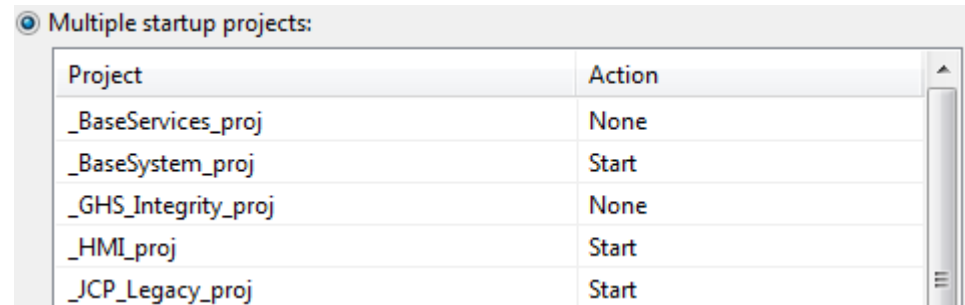 Multiple startup projects:
Project Action
_BaseServices_proj None
_BaseSystem_proj Start
_GHS_Integrity_proj None
_HMI_proj Start
_JCP_Legacy_proj Start